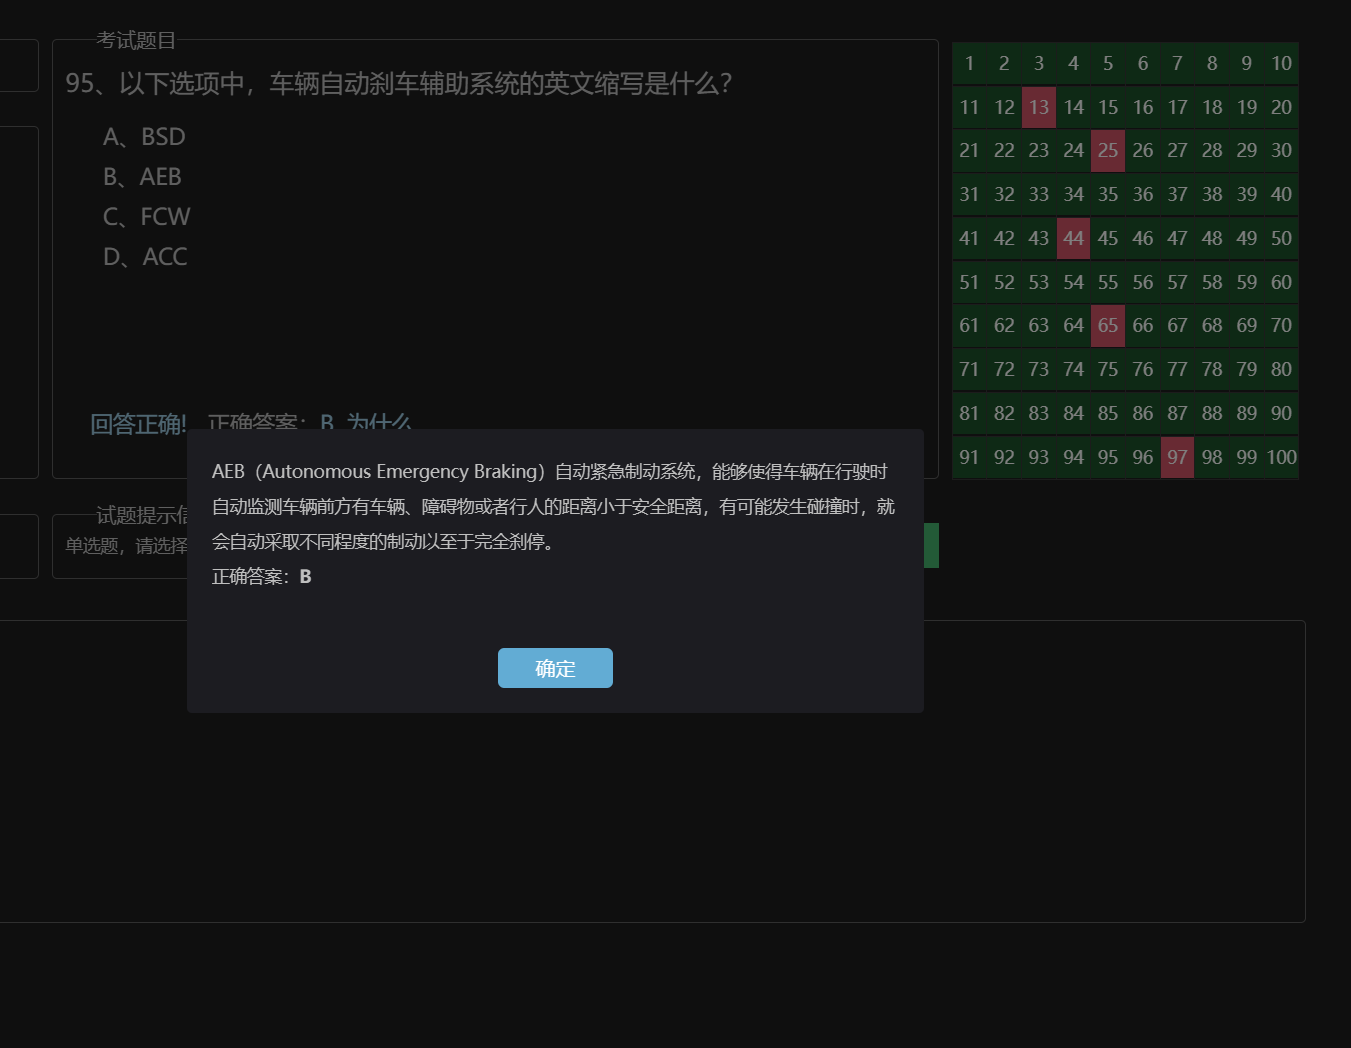 考试题目
95、以下选项中，车辆自动刹车辅助系统的英文缩写是什么？
A、BSD
B、AEB
C、FCW
D、ACC
回答正确! 正确答案：B 为什么
试题提示信
单选题，请选择
AEB（Autonomous Emergency Braking）自动紧急制动系统，能够使得车辆在行驶时
自动监测车辆前方有车辆、障碍物或者行人的距离小于安全距离，有可能发生碰撞时，就
会自动采取不同程度的制动以至于完全刹停。
正确答案：B
确定
1 2 3 4 5 6 7 8 9 10
11 12 13 14 15 16 17 18 19 20
21 22 23 24 25 26 27 28 29 30
31 32 33 34 35 36 37 38 39 40
41 42 43 44 45 46 47 48 49 50
51 52 53 54 55 56 57 58 59 60
61 62 63 64 65 66 67 68 69 70
71 72 73 74 75 76 77 78 79 80
81 82 83 84 85 86 87 88 89 90
91 92 93 94 95 96 97 98 99 100